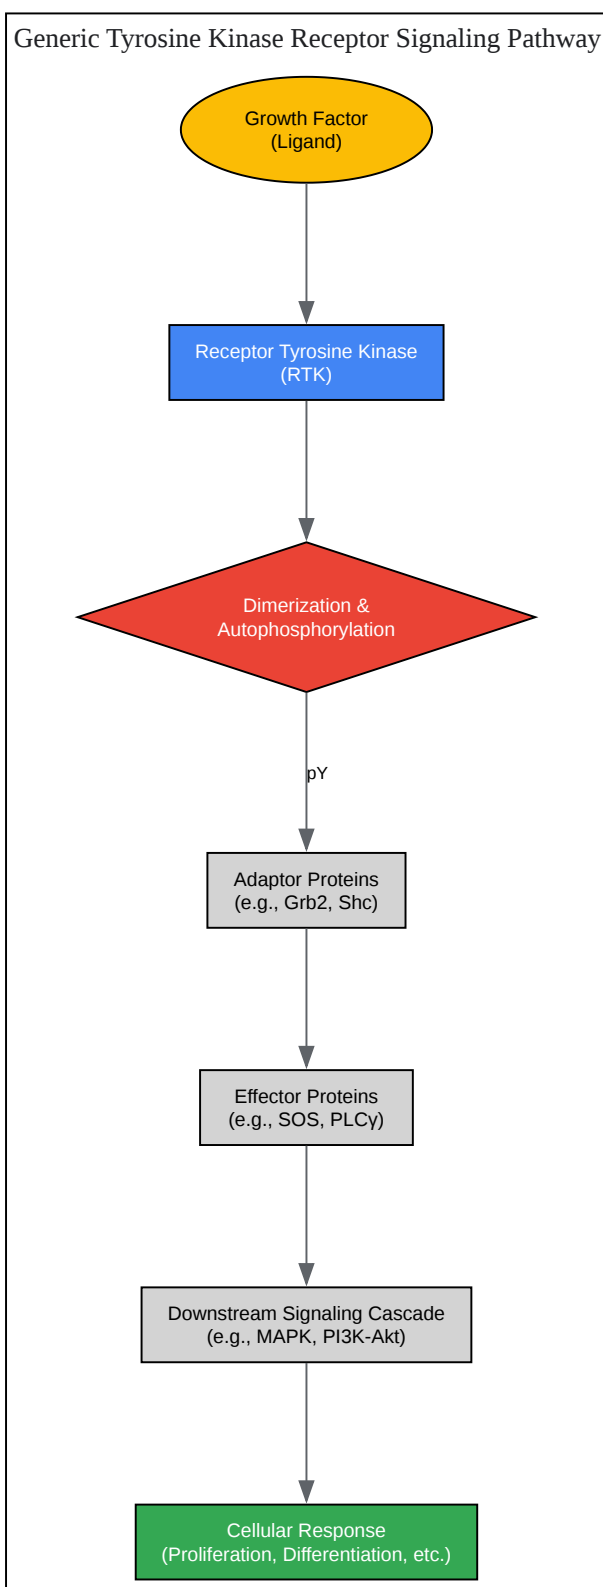 Generic Tyrosine Kinase Receptor Signaling Pathway
Growth Factor
(Ligand)
Receptor Tyrosine Kinase
(RTK)
Dimerization &
Autophosphorylation
pY
Adaptor Proteins
(e.g., Grb2, Shc)
Effector Proteins
(e.g., SOS, PLCγ)
Downstream Signaling Cascade
(e.g., MAPK, PI3K-Akt)
Cellular Response
(Proliferation, Differentiation, etc.)